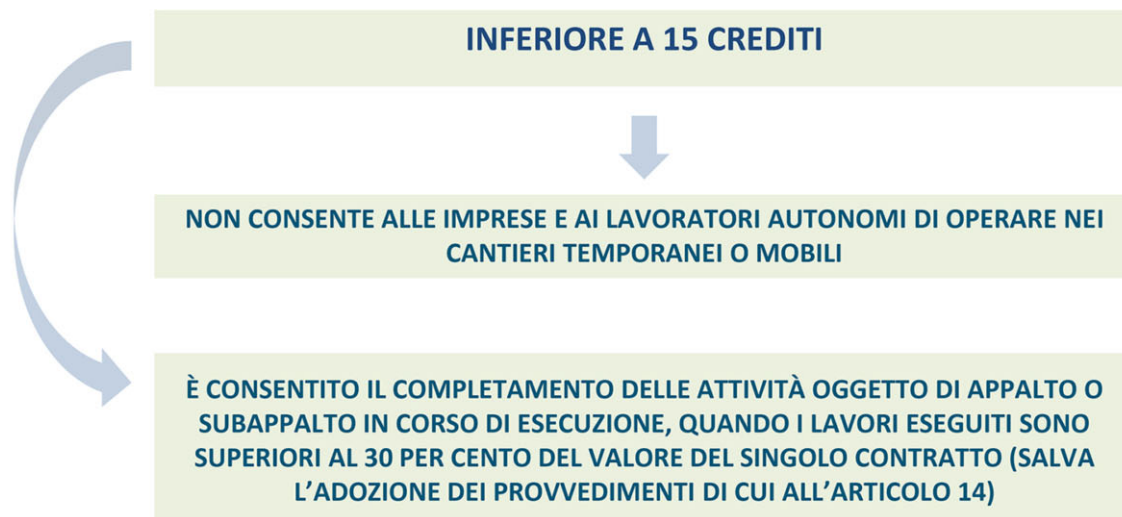 INFERIORE A 15 CREDITI
NON CONSENTE ALLE IMPRESE E AI LAVORATORI AUTONOMI DI OPERARE NEI
CANTIERI TEMPORANEI O MOBILI
È CONSENTITO IL COMPLETAMENTO DELLE ATTIVITÀ OGGETTO DI APPALTO O
SUBAPPALTO IN CORSO DI ESECUZIONE, QUANDO I LAVORI ESEGUITI SONO
SUPERIORI AL 30 PER CENTO DEL VALORE DEL SINGOLO CONTRATTO (SALVA
L’ADOZIONE DEI PROVVEDIMENTI DI CUI ALL’ARTICOLO 14)